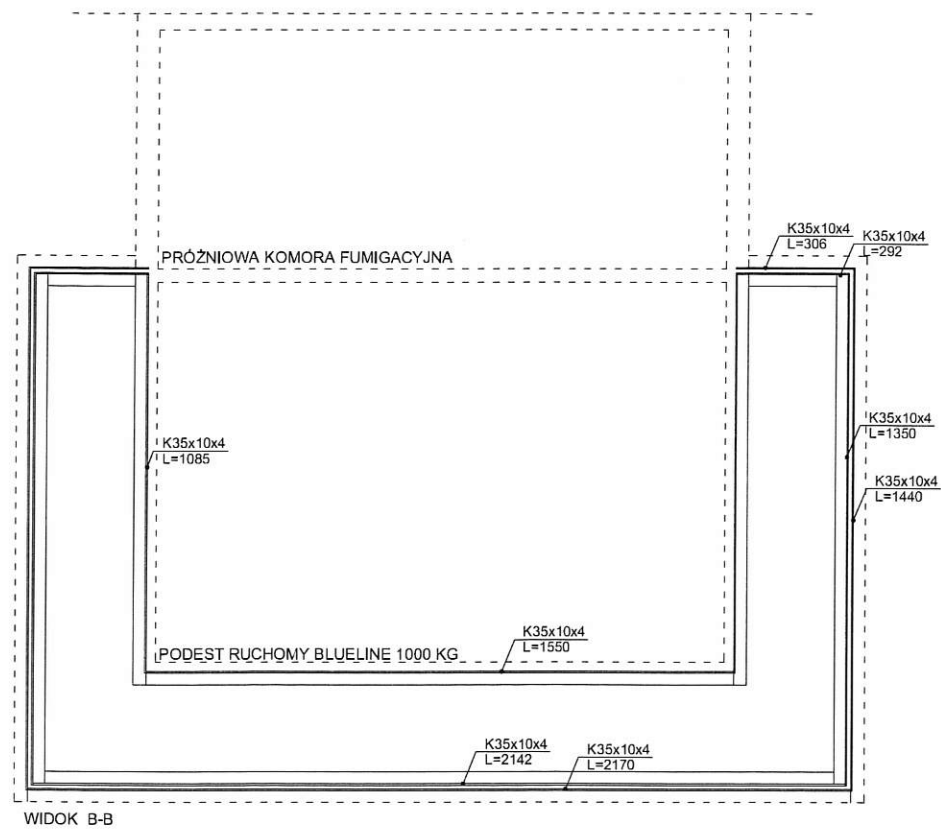 K35x10x4
L=306
K35x10x4
L=292
PRÓŻNIOWA KOMORA FUMIGACYJNA
K35x10x4
L=1350
K35x10x4
L=1085
K35x10x4
L=1440
K35x10x4
L=1550
PODEST RUCHOMY BLUELINE 1000 KG
K35x10x4
L=2142
K35x10x4
L=2170
WIDOK B-B